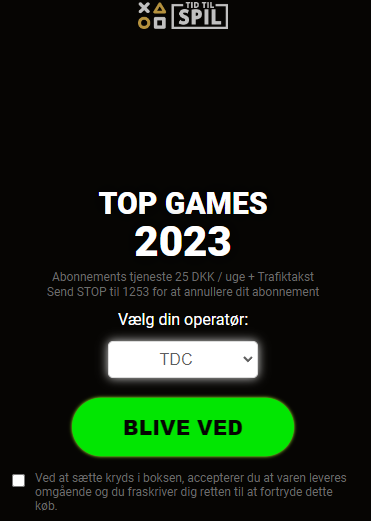 TID TIL
SPIL
TOP GAMES
2023
Abonnements tjeneste 25 DKK / uge + Trafiktakst
Send STOP til 1253 for at annullere dit abonnement
Vælg din operatør:
TDC
BLIVE VED
Ved at sætte kryds i boksen, accepterer du at varen leveres
omgående og du fraskriver dig retten til at fortryde dette
køb.